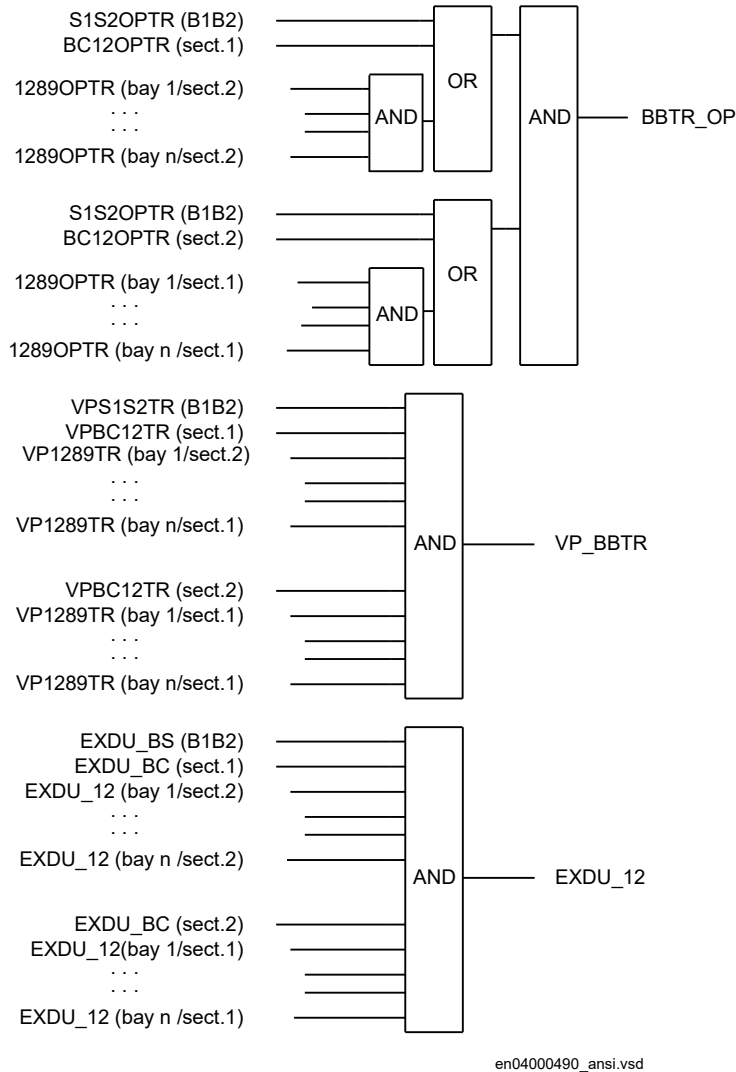 S1S2OPTR (B1B2)
BC12OPTR (sect.1)
OR
1289OPTR (bay 1/sect.2)
. . .
AND
AND
BBTR_OP
. . .
1289OPTR (bay n/sect.2)
S1S2OPTR (B1B2)
BC12OPTR (sect.2)
OR
1289OPTR (bay 1/sect.1)
. . .
AND
. . .
1289OPTR (bay n /sect.1)
VPS1S2TR (B1B2)
VPBC12TR (sect.1)
VP1289TR (bay 1/sect.2)
. . .
. . .
VP1289TR (bay n/sect.1)
AND
VP_BBTR
VPBC12TR (sect.2)
VP1289TR (bay 1/sect.1)
. . .
. . .
VP1289TR (bay n/sect.1)
EXDU_BS (B1B2)
EXDU_BC (sect.1)
EXDU_12 (bay 1/sect.2)
. . .
. . .
EXDU_12 (bay n /sect.2)
AND
EXDU_12
EXDU_BC (sect.2)
EXDU_12(bay 1/sect.1)
. . .
. . .
EXDU_12 (bay n /sect.1)
en04000490_ansi.vsd